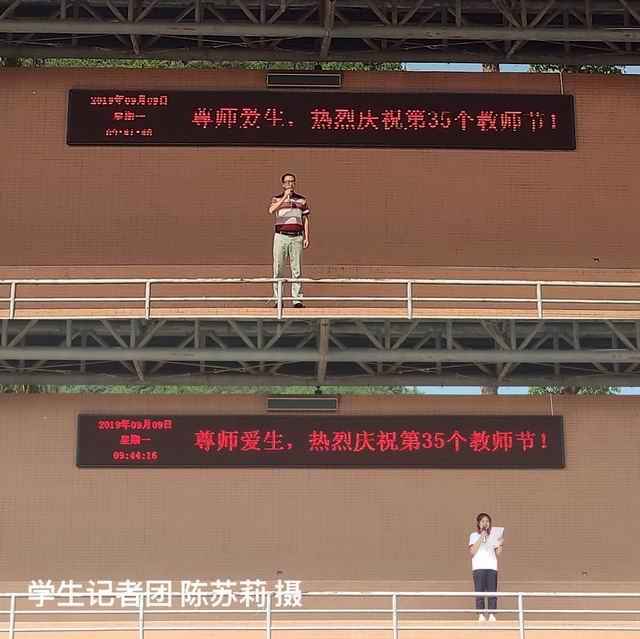 2019年09月09日
星期一
尊师爱生，热烈庆祝第35个教师节！
2019年09月09日
星期一
09:44:16
尊师爱生，热烈庆祝第35个教师节！
学生记者团 陈苏莉 摄